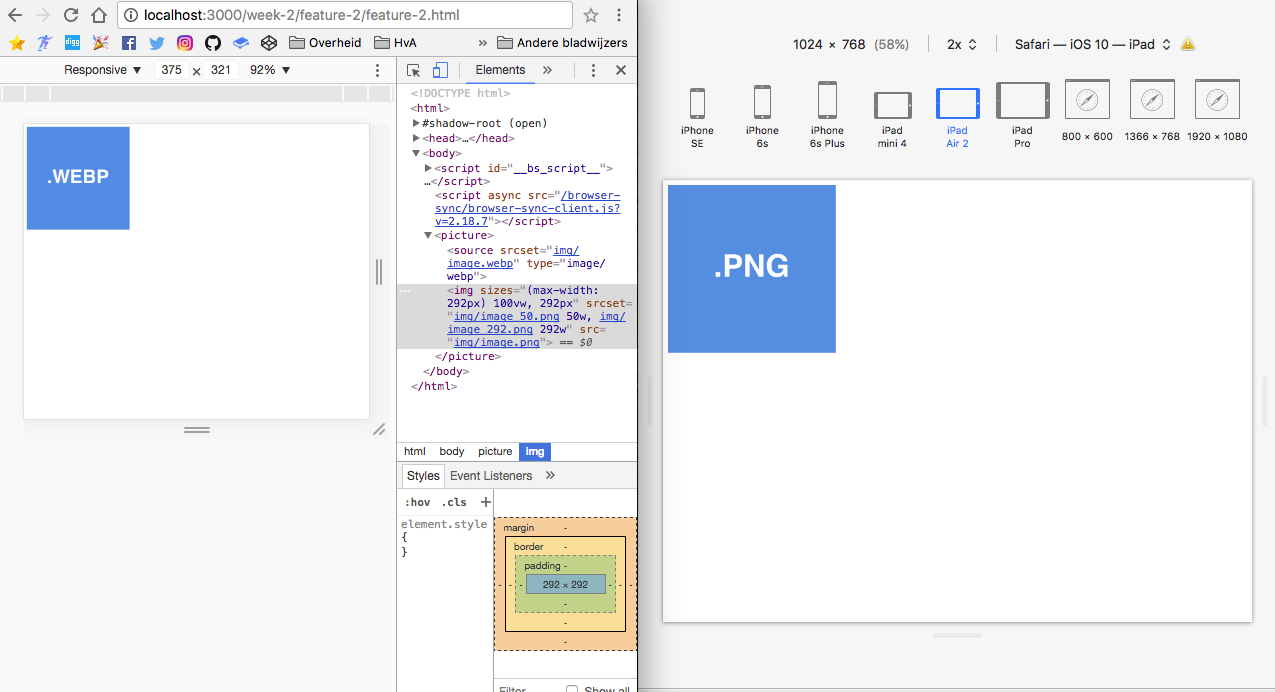 localhost:3000/week-2/feature-2/feature-2.html
digg
Overheid
HvA
»
Andere bladwijzers
Responsive ▼
375 x 321
92% ▼
Elements
»
<!DOCTYPE html>
<html>
▶#shadow-root (open)
▶<head>…</head>
▼<body>
▶<script id="__bs_script__">
…</script>
<script async src="/browser-
sync/browser-sync-client.js?
v=2.18.7"></script>
▼<picture>
<source srcset="img/
image.webp" type="image/
webp">
<img sizes="(max-width:
292px) 100vw, 292px" srcset=
"img/image_50.png 50w, img/
image_292.png 292w" src=
"img/image.png"> == $0
</picture>
</body>
</html>
.WEBP
html body picture img
Styles Event Listeners »
:hov .cls +
element.style
{
}
margin -
border -
padding -
- - - 292 × 292 - - -
-
-
-
Filter
Show all
1024 × 768 (58%)
2x
Safari — iOS 10 — iPad
iPhone
SE
iPhone
6s
iPhone
6s Plus
iPad
mini 4
iPad
Air 2
iPad
Pro
800 × 600
1366 × 768
1920 × 1080
.PNG